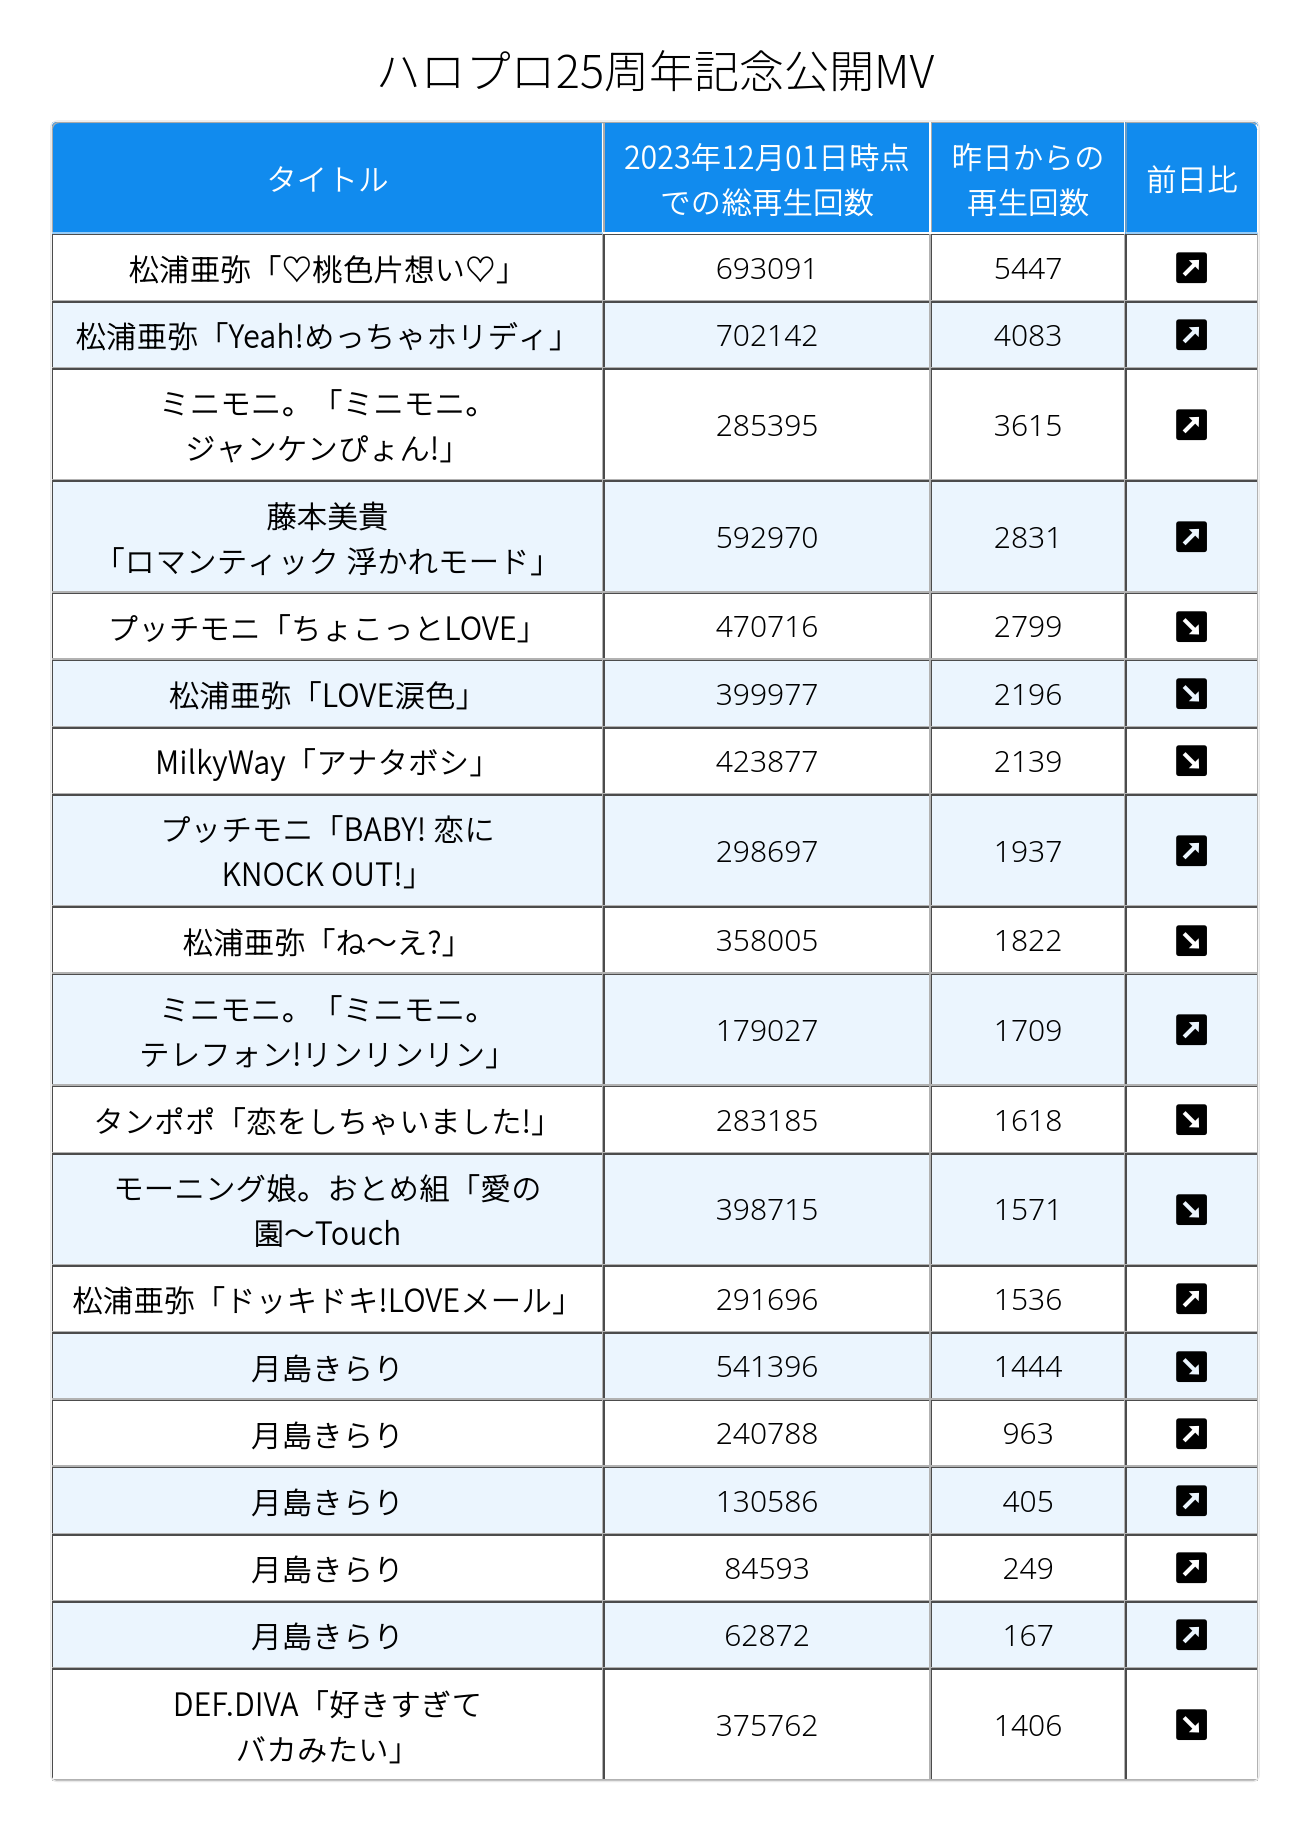 ハロプロ25周年記念公開MV
タイトル
2023年12月01日時点
での総再生回数
昨日からの
再生回数
前日比
松浦亜弥「♡桃色片想い♡」 693091 5447 ↗
松浦亜弥「Yeah!めっちゃホリディ」 702142 4083 ↗
ミニモニ。「ミニモニ。
ジャンケンぴょん!」 285395 3615 ↗
藤本美貴
「ロマンティック 浮かれモード」 592970 2831 ↗
プッチモニ「ちょこっとLOVE」 470716 2799 ↘
松浦亜弥「LOVE涙色」 399977 2196 ↘
MilkyWay「アナタボシ」 423877 2139 ↘
プッチモニ「BABY! 恋に
KNOCK OUT!」 298697 1937 ↗
松浦亜弥「ね〜え?」 358005 1822 ↘
ミニモニ。「ミニモニ。
テレフォン!リンリンリン」 179027 1709 ↗
タンポポ「恋をしちゃいました!」 283185 1618 ↘
モーニング娘。おとめ組「愛の
園〜Touch 398715 1571 ↘
松浦亜弥「ドッキドキ!LOVEメール」 291696 1536 ↗
月島きらり 541396 1444 ↘
月島きらり 240788 963 ↗
月島きらり 130586 405 ↗
月島きらり 84593 249 ↗
月島きらり 62872 167 ↗
DEF.DIVA「好きすぎて
バカみたい」 375762 1406 ↘